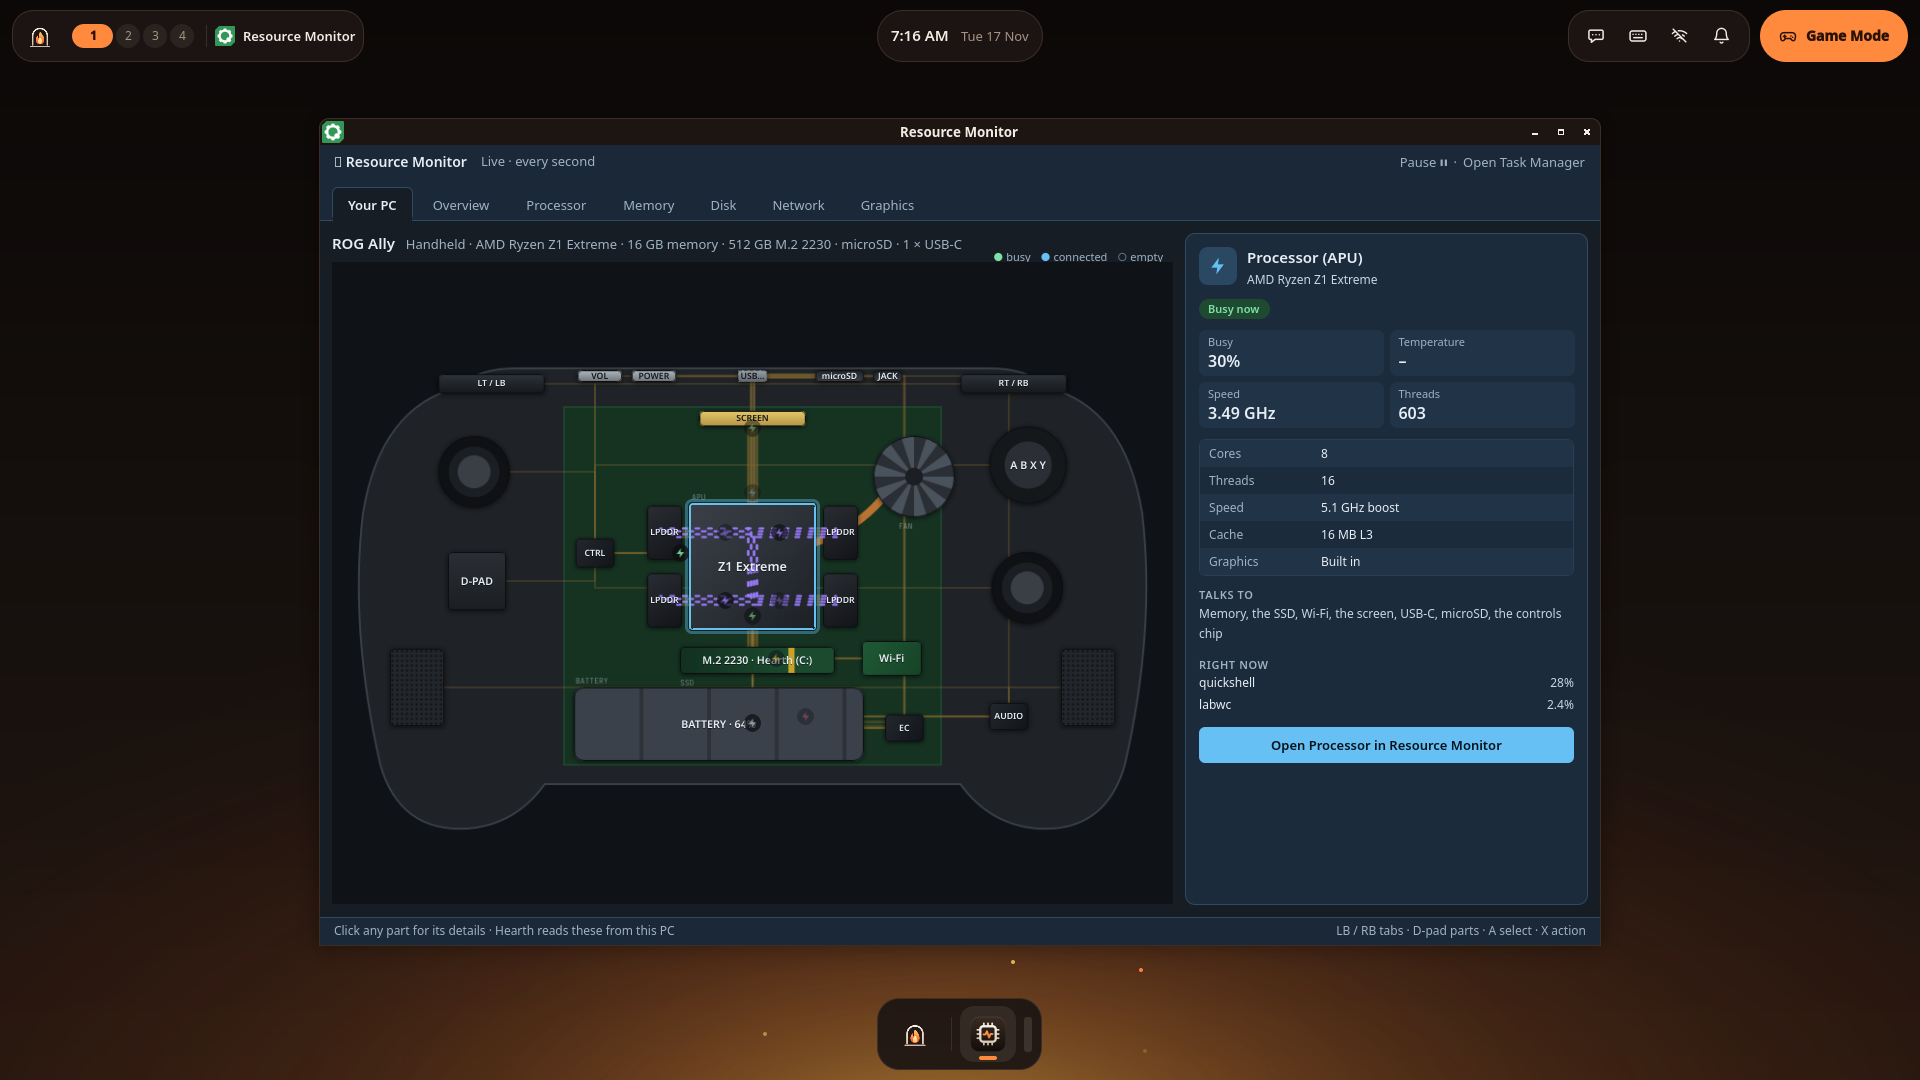 1 2 3 4 Resource Monitor
7:16 AM Tue 17 Nov
Game Mode
Resource Monitor
Resource Monitor Live · every second
Pause · Open Task Manager
Your PC Overview Processor Memory Disk Network Graphics
ROG Ally Handheld · AMD Ryzen Z1 Extreme · 16 GB memory · 512 GB M.2 2230 · microSD · 1 × USB-C
busy connected empty
LT / LB VOL POWER USB... microSD JACK RT / RB
SCREEN
A B X Y
APU
FAN
LPDDR LPDDR
CTRL
Z1 Extreme
D-PAD
LPDDR LPDDR
M.2 2230 · Hearth (C:) Wi-Fi
BATTERY SSD
BATTERY · 64
EC
AUDIO
Processor (APU)
AMD Ryzen Z1 Extreme
Busy now
Busy
30%
Temperature
–
Speed
3.49 GHz
Threads
603
Cores 8
Threads 16
Speed 5.1 GHz boost
Cache 16 MB L3
Graphics Built in
TALKS TO
Memory, the SSD, Wi-Fi, the screen, USB-C, microSD, the controls
chip
RIGHT NOW
quickshell 28%
labwc 2.4%
Open Processor in Resource Monitor
Click any part for its details · Hearth reads these from this PC
LB / RB tabs · D-pad parts · A select · X action